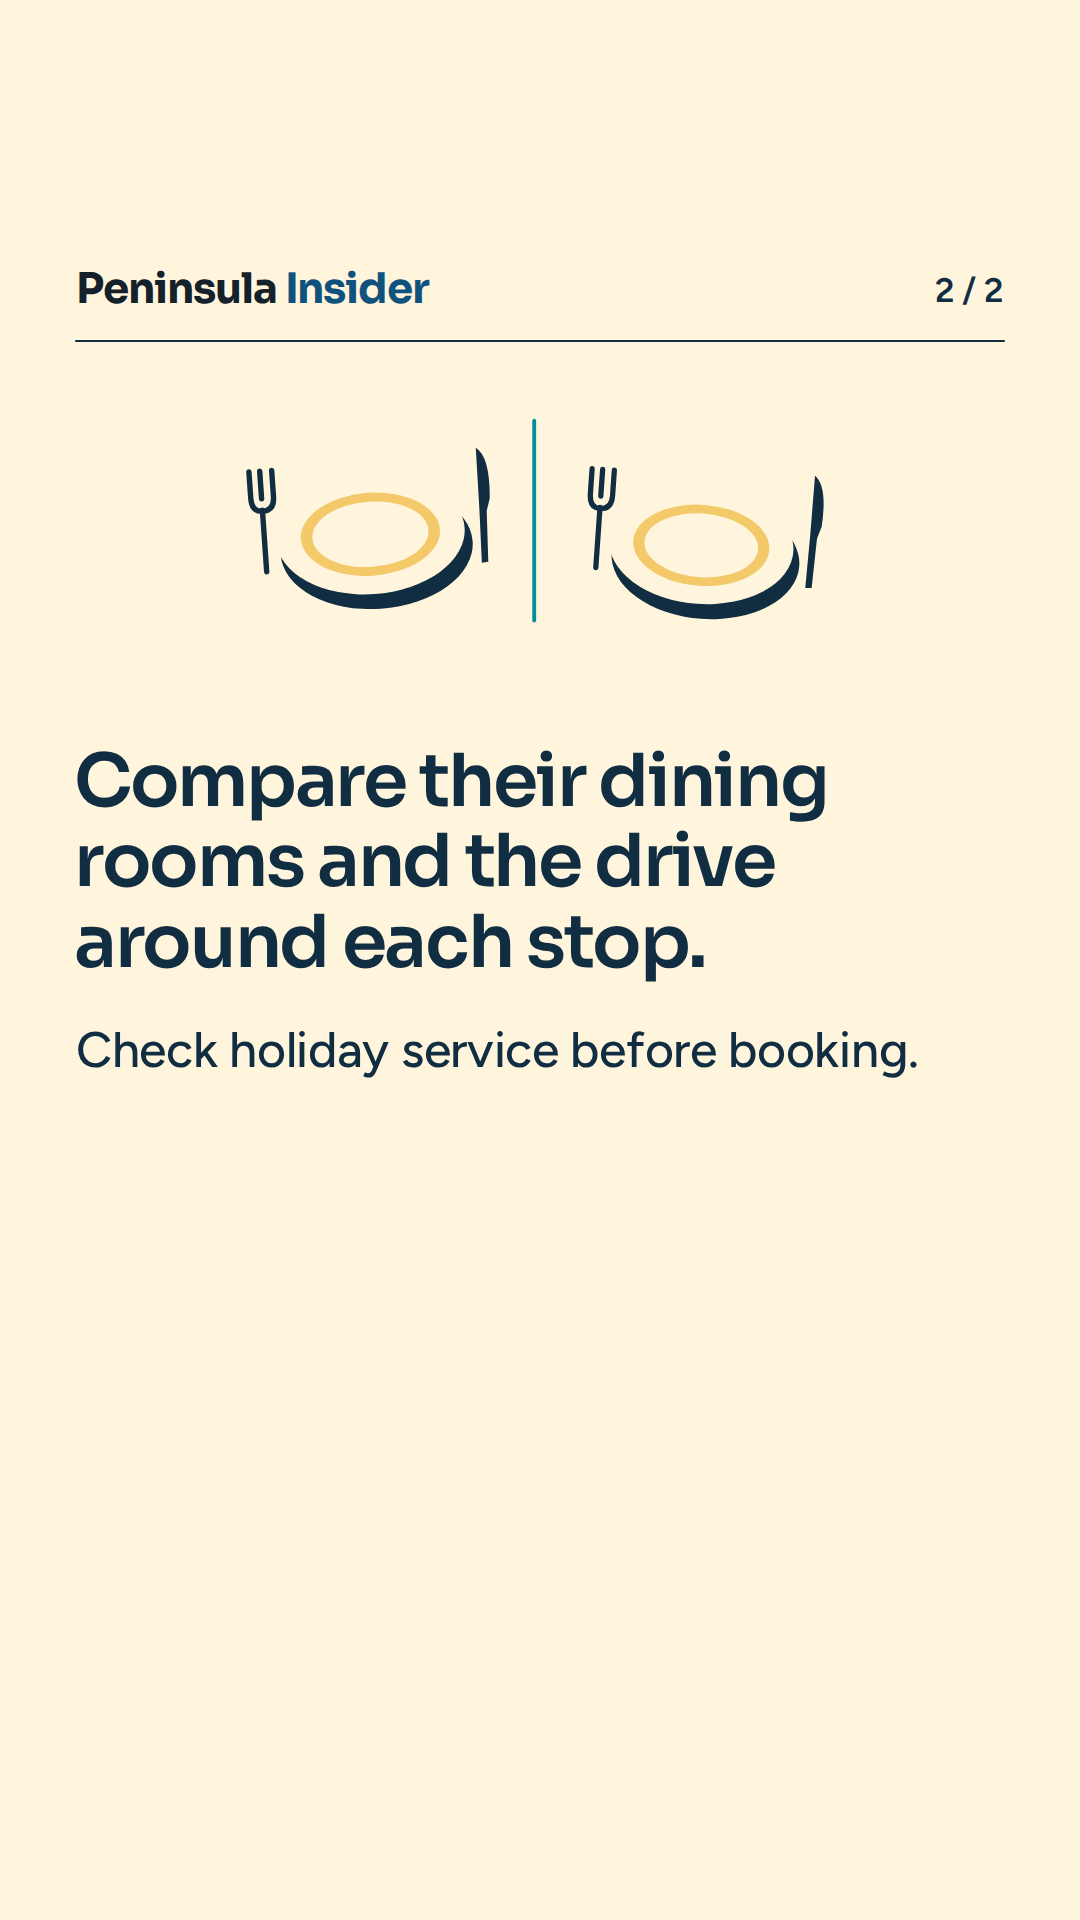 Peninsula Insider
2 / 2
Compare their dining
rooms and the drive
around each stop.
Check holiday service before booking.